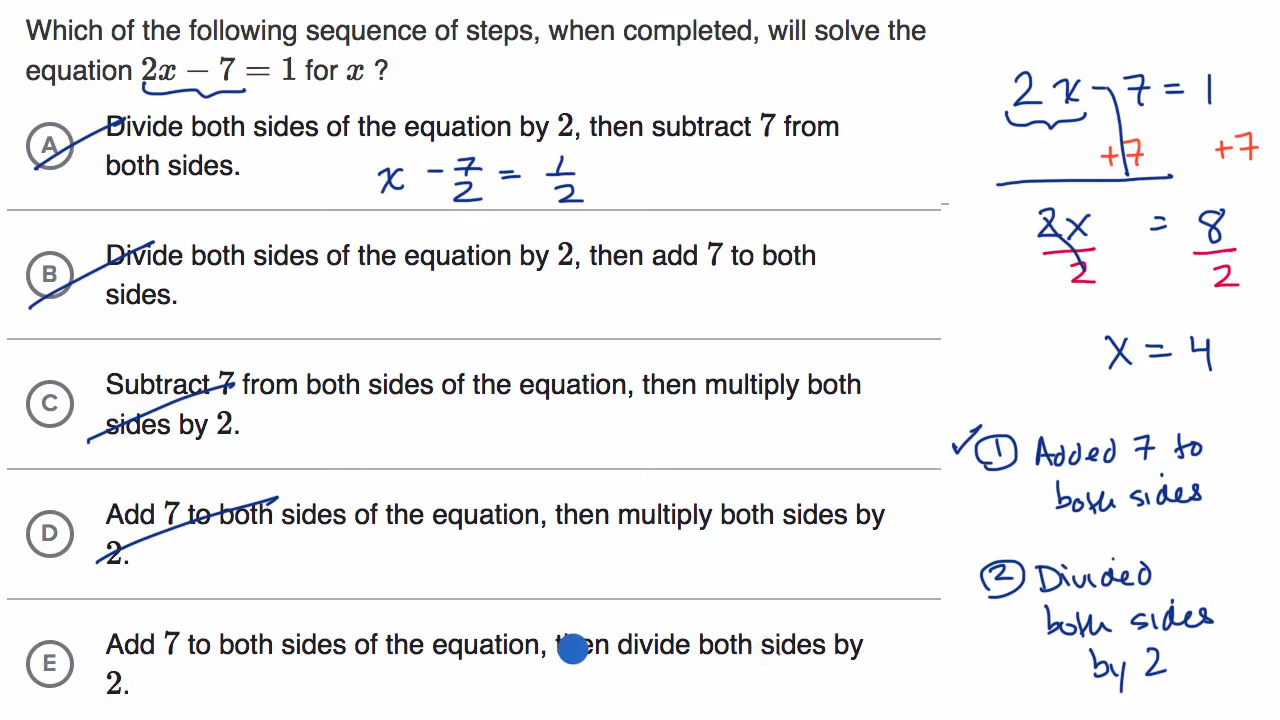 Which of the following sequence of steps, when completed, will solve the
equation 2x − 7 = 1 for x ?
A
Divide both sides of the equation by 2, then subtract 7 from
both sides.
x - 7/2 = 1/2
B
Divide both sides of the equation by 2, then add 7 to both
sides.
C
Subtract 7 from both sides of the equation, then multiply both
sides by 2.
D
Add 7 to both sides of the equation, then multiply both sides by
2.
E
Add 7 to both sides of the equation, then divide both sides by
2.
2x - 7 = 1
+7 +7
2x/2 = 8/2
x = 4
✓ ① Added 7 to
both sides
② Divided
both sides
by 2